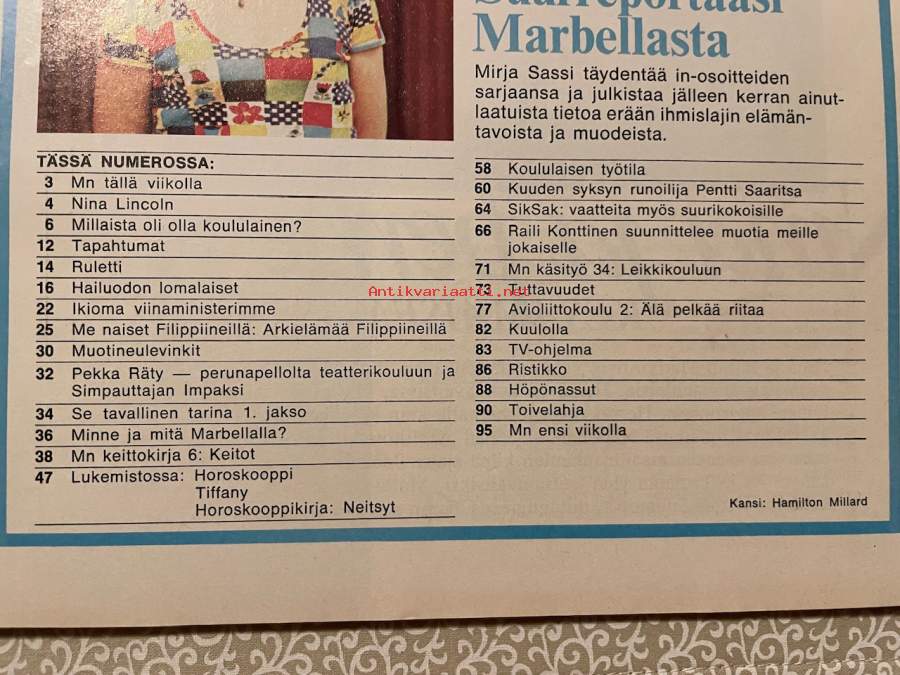 Suurreportaasi
Marbellasta
Mirja Sassi täydentää in-osoitteiden
sarjaansa ja julkistaa jälleen kerran ainut-
laatuista tietoa erään ihmislajin elämän-
tavoista ja muodeista.
TÄSSÄ NUMEROSSA:
3 Mn tällä viikolla
4 Nina Lincoln
6 Millaista oli olla koululainen?
12 Tapahtumat
14 Ruletti
16 Hailuodon lomalaiset
22 Ikioma viinaministerimme
25 Me naiset Filippiineillä: Arkielämää Filippiineillä
30 Muotineulevinkit
32 Pekka Räty — perunapellolta teatterikouluun ja
Simpauttajan Impaksi
34 Se tavallinen tarina 1. jakso
36 Minne ja mitä Marbellalla?
38 Mn keittokirja 6: Keitot
47 Lukemistossa: Horoskooppi
Tiffany
Horoskooppikirja: Neitsyt
58 Koululaisen työtila
60 Kuuden syksyn runoilija Pentti Saaritsa
64 SikSak: vaatteita myös suurikokoisille
66 Raili Konttinen suunnittelee muotia meille
jokaiselle
71 Mn käsityö 34: Leikkikouluun
73 Tuttavuudet
77 Avioliittokoulu 2: Älä pelkää riitaa
82 Kuulolla
83 TV-ohjelma
86 Ristikko
88 Höpönassut
90 Toivelahja
95 Mn ensi viikolla
Kansi: Hamilton Millard
Antikvariaatti.net